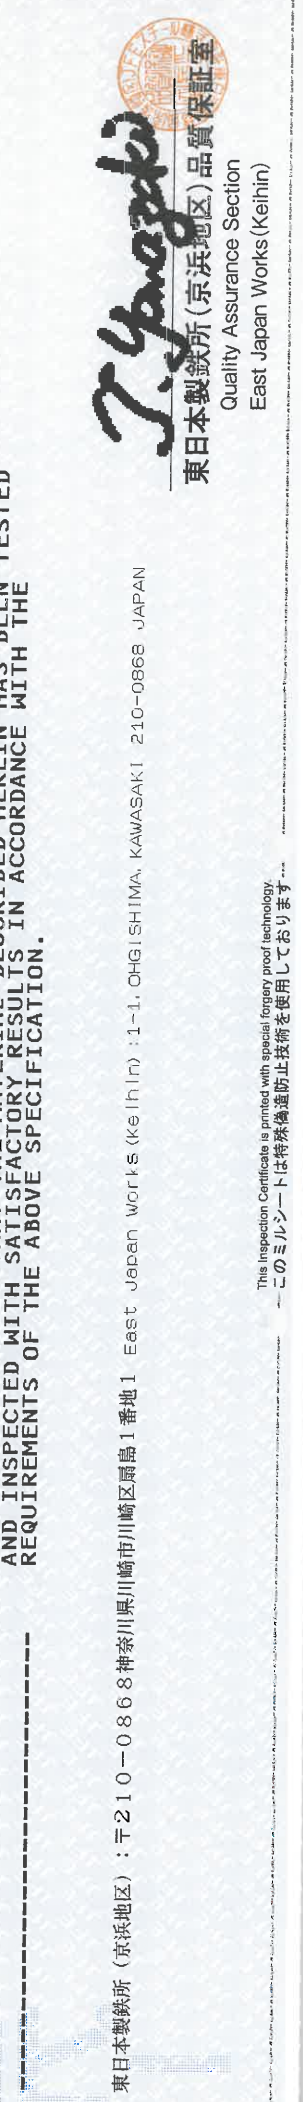 AND INSPECTED WITH SATISFACTORY RESULTS IN ACCORDANCE WITH THE
REQUIREMENTS OF THE ABOVE SPECIFICATION.
東日本製鉄所（京浜地区）：〒210-0868神奈川県川崎市川崎区扇島1番地1 East Japan Works(Keihin):1-1, OHGISHIMA, KAWASAKI 210-0868 JAPAN
J. Yamazaki
東日本製鉄所(京浜地区)品質保証室
Quality Assurance Section
East Japan Works(Keihin)
This Inspection Certificate is printed with special forgery proof technology.
このミルシートは特殊偽造防止技術を使用しております